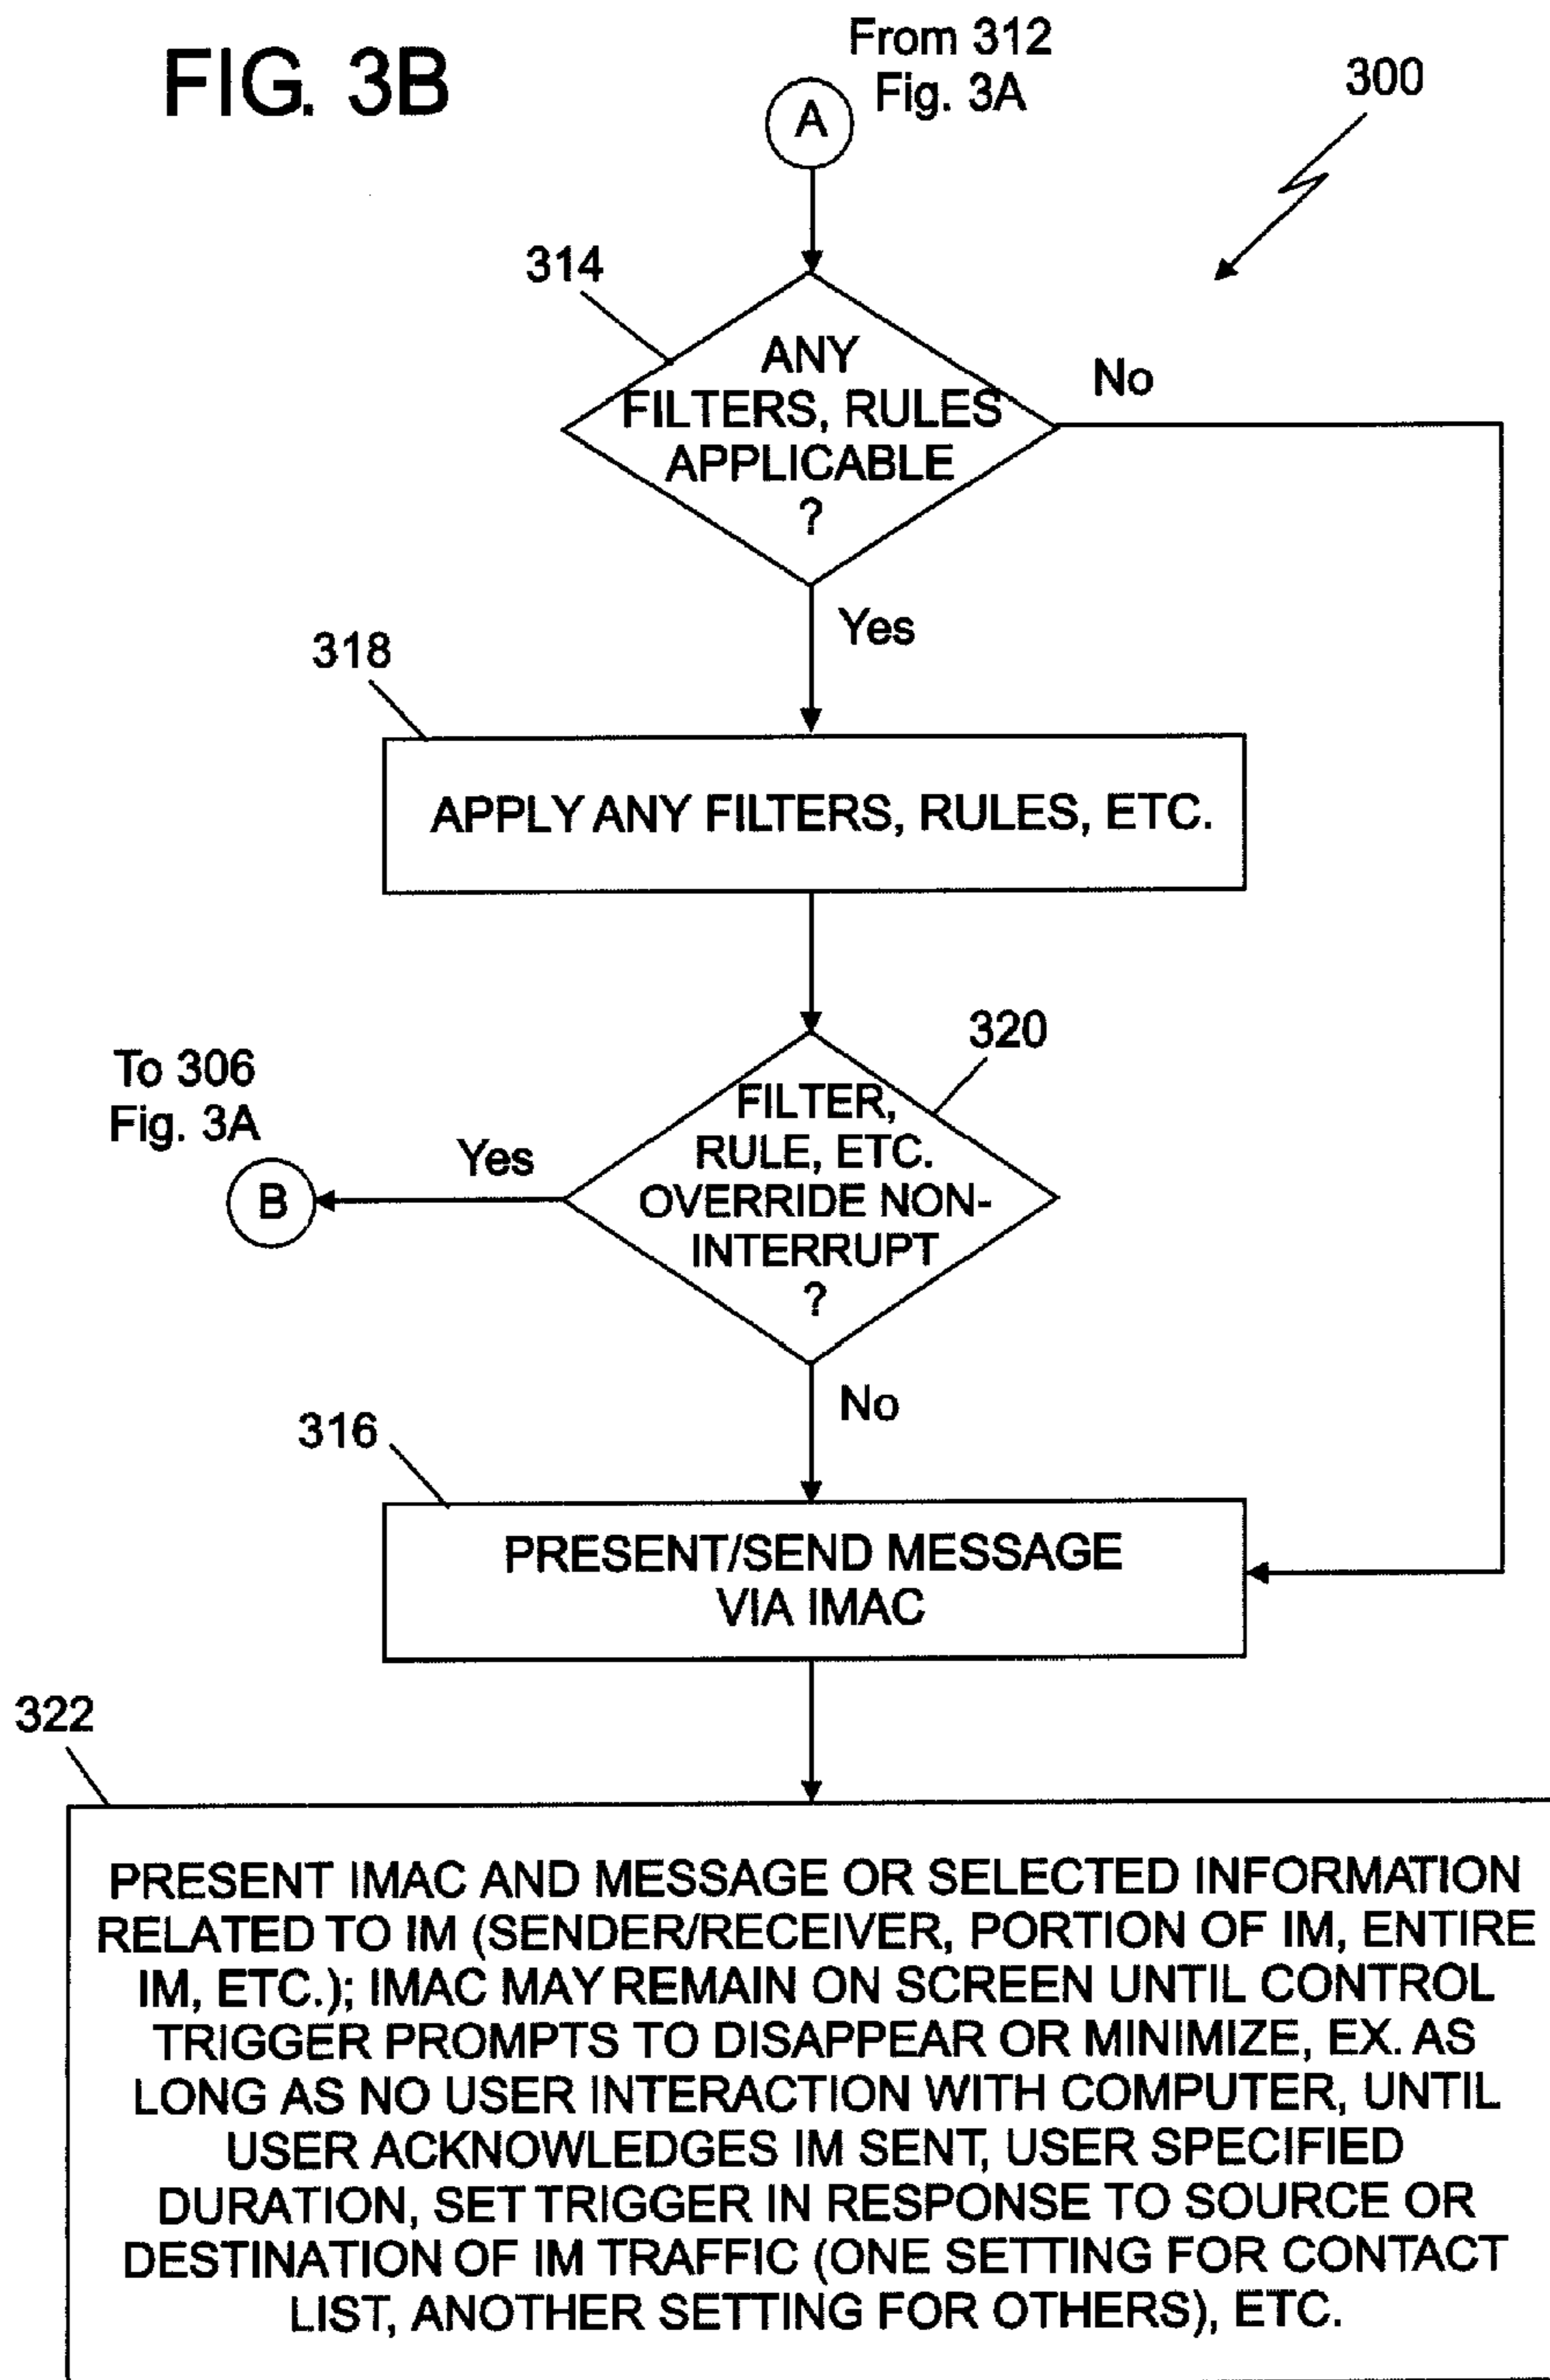 FIG. 3B
From 312
Fig. 3A
A
300
314
ANY
FILTERS, RULES
APPLICABLE
?
No
Yes
318
APPLY ANY FILTERS, RULES, ETC.
320
To 306
Fig. 3A
B
Yes
FILTER,
RULE, ETC.
OVERRIDE NON-
INTERRUPT
?
No
316
PRESENT/SEND MESSAGE
VIA IMAC
322
PRESENT IMAC AND MESSAGE OR SELECTED INFORMATION
RELATED TO IM (SENDER/RECEIVER, PORTION OF IM, ENTIRE
IM, ETC.); IMAC MAY REMAIN ON SCREEN UNTIL CONTROL
TRIGGER PROMPTS TO DISAPPEAR OR MINIMIZE, EX. AS
LONG AS NO USER INTERACTION WITH COMPUTER, UNTIL
USER ACKNOWLEDGES IM SENT, USER SPECIFIED
DURATION, SET TRIGGER IN RESPONSE TO SOURCE OR
DESTINATION OF IM TRAFFIC (ONE SETTING FOR CONTACT
LIST, ANOTHER SETTING FOR OTHERS), ETC.